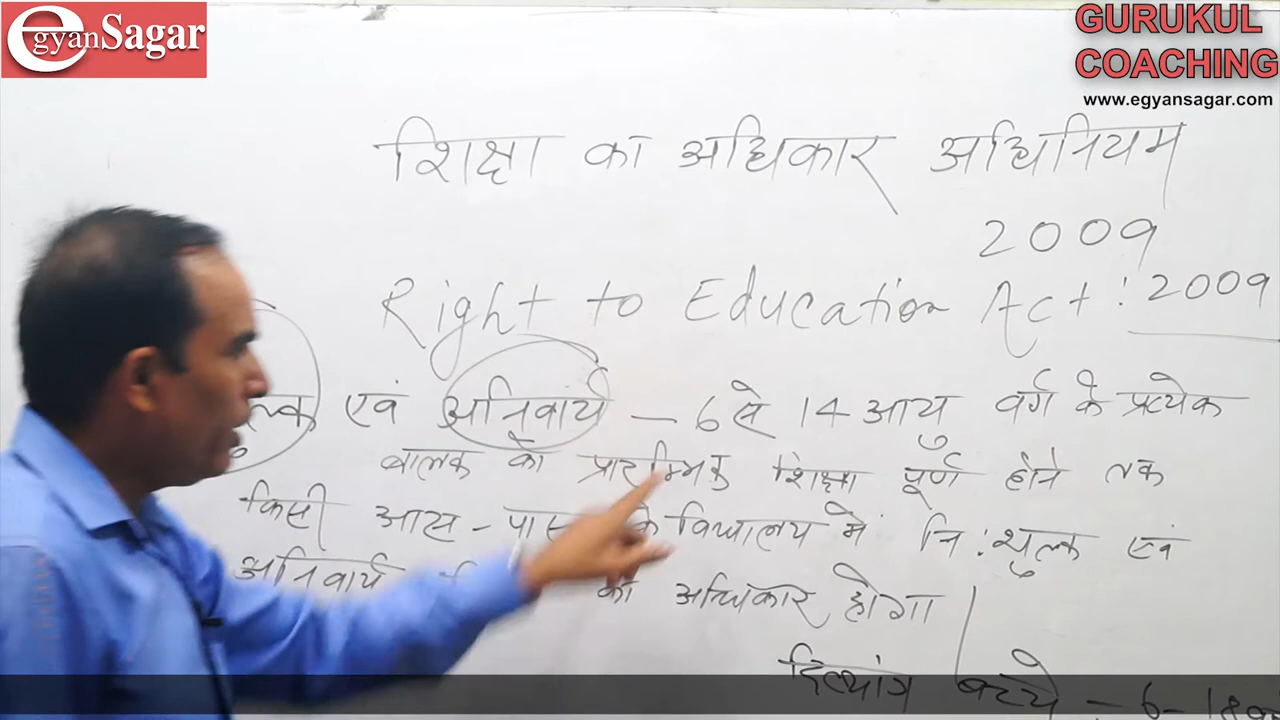 egyanSagar
GURUKUL
COACHING
www.egyansagar.com
शिक्षा का अधिकार अधिनियम
2009
Right to Education Act : 2009
एवं अनिवार्य – 6 से 14 आयु वर्ग के प्रत्येक
बालक को प्रारम्भिक शिक्षा पूर्ण होने तक
किसी आस - पास के विद्यालय में नि:शुल्क एवं
अनिवार्य का अधिकार होगा
दिव्यांग बच्चे – 6 - 18